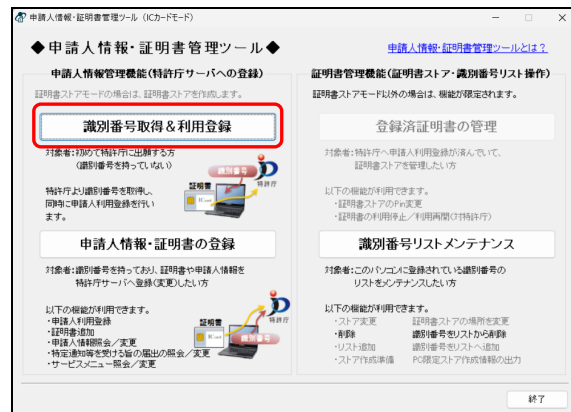 申請人情報・証明書管理ツール (ICカードモード)
◆申請人情報・証明書管理ツール◆
申請人情報・証明書管理ツールとは？
申請人情報管理機能(特許庁サーバへの登録)
証明書ストアモードの場合は、証明書ストアを作成します。
識別番号取得＆利用登録
対象者：初めて特許庁に出願する方
(識別番号を持っていない)
特許庁より識別番号を取得し、
同時に申請人利用登録を行い
ます。
識別番号
証明書
特許庁
申請人情報・証明書の登録
対象者：識別番号を持っており、証明書や申請人情報を
特許庁サーバへ登録(変更)したい方
以下の機能が利用できます。
・申請人利用登録
・証明書追加
・申請人情報照会／変更
・特定通知等を受ける旨の届出の照会／変更
・サービスメニュー照会／変更
証明書
特許庁
識別番号
証明書管理機能(証明書ストア・識別番号リスト操作)
証明書ストアモード以外の場合は、機能が限定されます。
登録済証明書の管理
対象者：特許庁へ申請人利用登録が済んでいて、
証明書ストアを管理したい方
以下の機能が利用できます。
・証明書ストアのPin変更
・証明書の利用停止／利用再開(対特許庁)
識別番号リストメンテナンス
対象者：このパソコンに登録されている識別番号の
リストをメンテナンスしたい方
以下の機能が利用できます。
・ストア変更 証明書ストアの場所を変更
・削除 識別番号をリストから削除
・リスト追加 識別番号をリストへ追加
・ストア作成準備 PC限定ストア作成情報の出力
終了